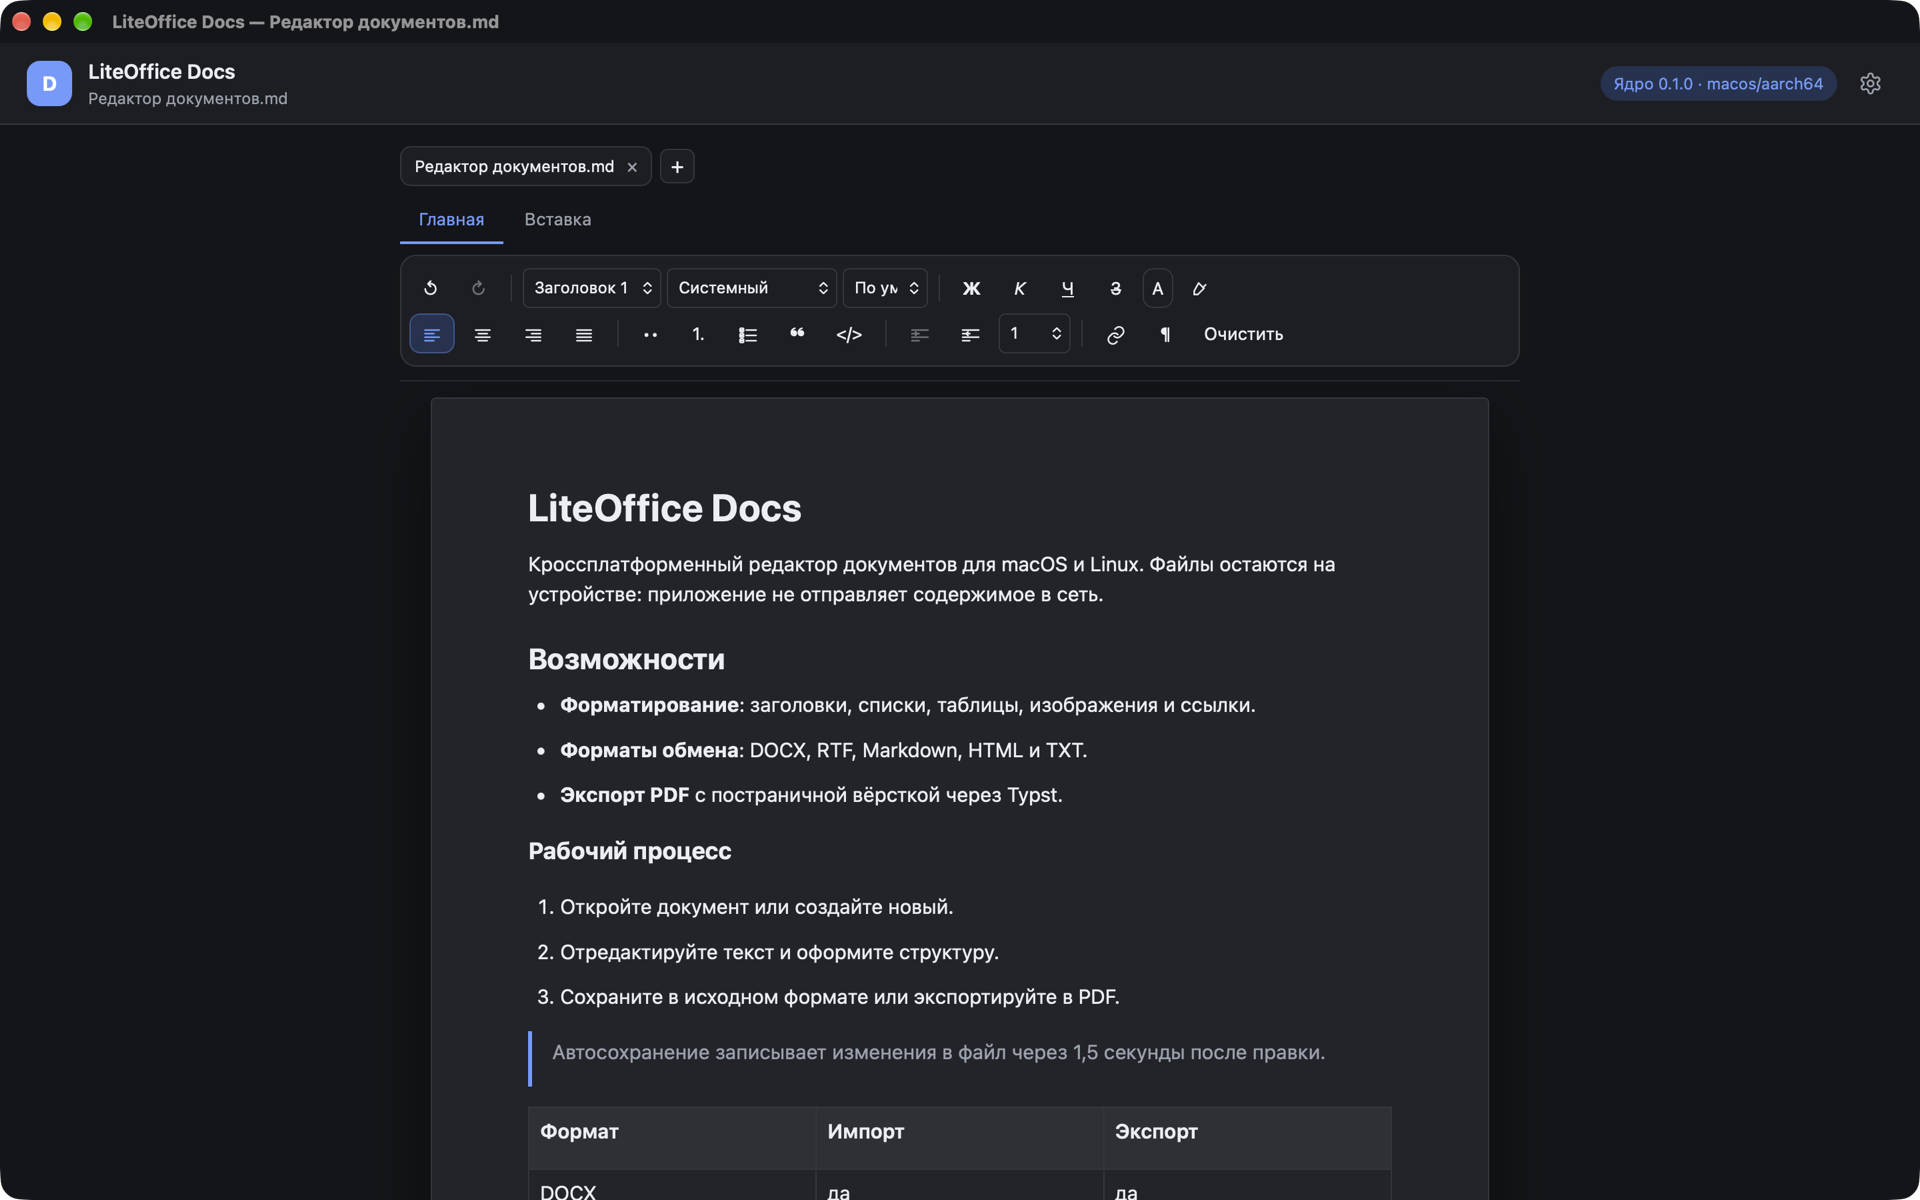 LiteOffice Docs — Редактор документов.md
D
LiteOffice Docs
Редактор документов.md
Ядро 0.1.0 · macos/aarch64
Редактор документов.md × +
Главная Вставка
Заголовок 1 Системный По ум Ж К Ч З А
1. ❝ </> 1 ¶ Очистить
LiteOffice Docs
Кроссплатформенный редактор документов для macOS и Linux. Файлы остаются на
устройстве: приложение не отправляет содержимое в сеть.
Возможности
• Форматирование: заголовки, списки, таблицы, изображения и ссылки.
• Форматы обмена: DOCX, RTF, Markdown, HTML и TXT.
• Экспорт PDF с постраничной вёрсткой через Typst.
Рабочий процесс
1. Откройте документ или создайте новый.
2. Отредактируйте текст и оформите структуру.
3. Сохраните в исходном формате или экспортируйте в PDF.
Автосохранение записывает изменения в файл через 1,5 секунды после правки.
Формат Импорт Экспорт
DOCX да да